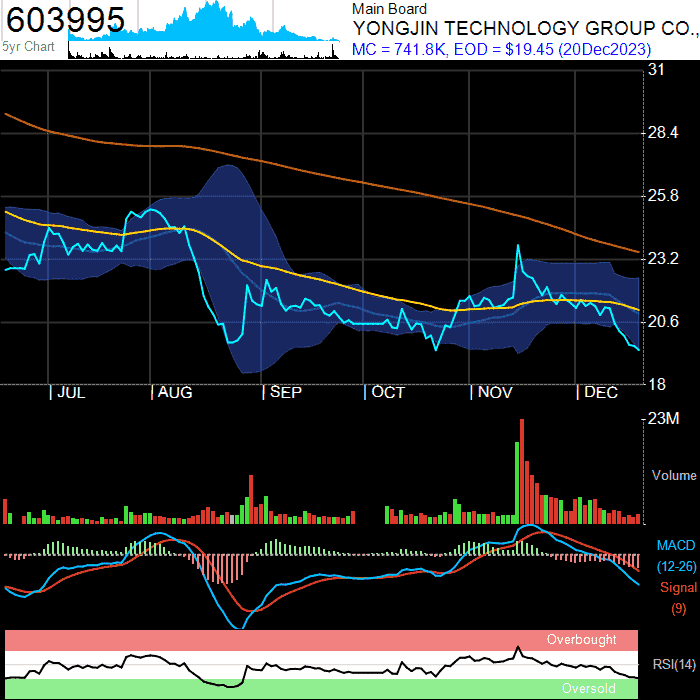 603995
5yr Chart
Main Board
YONGJIN TECHNOLOGY GROUP CO.,
MC = 741.8K, EOD = $19.45 (20Dec2023)
31
28.4
25.8
23.2
20.6
18
| JUL | AUG | SEP | OCT | NOV | DEC
23M
Volume
MACD
(12-26)
Signal
(9)
Overbought
RSI(14)
Oversold